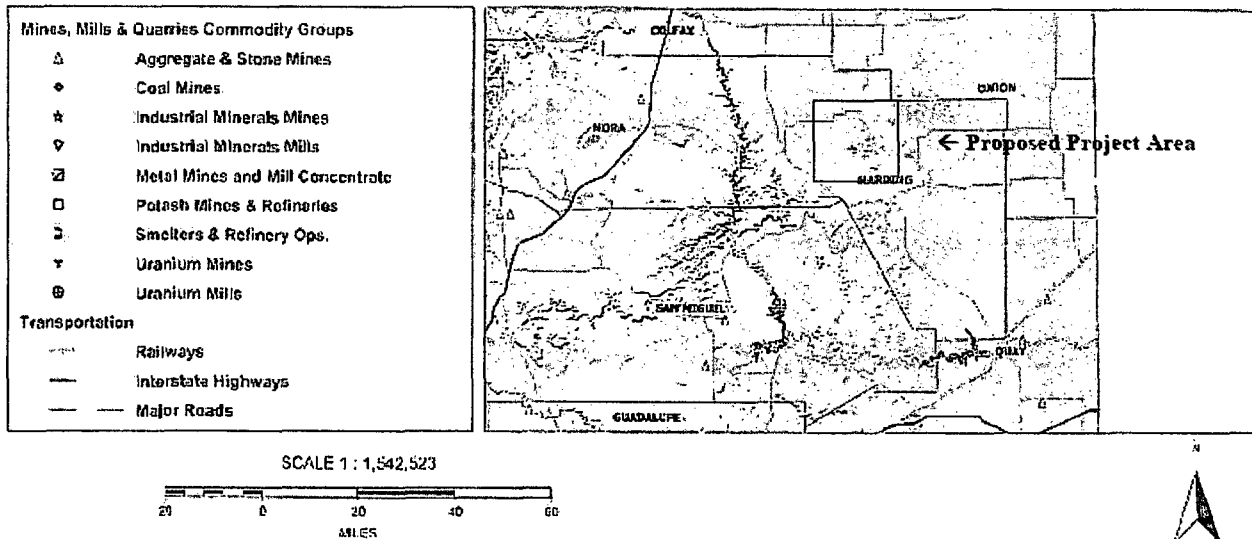 Mines, Mills & Quarries Commodity Groups
Aggregate & Stone Mines
Coal Mines
Industrial Minerals Mines
Industrial Minerals Mills
Metal Mines and Mill Concentrate
Potash Mines & Refineries
Smelters & Refinery Ops.
Uranium Mines
Uranium Mills
Transportation
Railways
Interstate Highways
Major Roads
COLFAX
UNION
MORA
← Proposed Project Area
HARDING
SAN MIGUEL
QUAY
GUADALUPE
SCALE 1 : 1,542,523
20 0 20 40 60
MILES
N